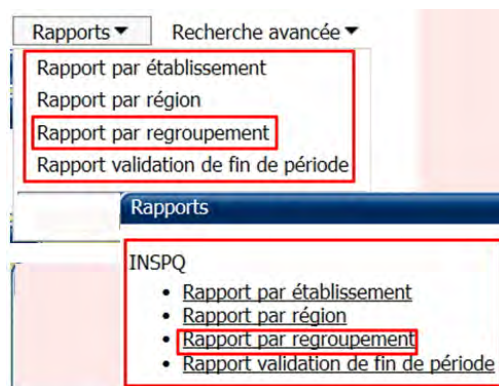 Rapports▼ Recherche avancée▼
Rapport par établissement
Rapport par région
Rapport par regroupement
Rapport validation de fin de période
Rapports
INSPQ
• Rapport par établissement
• Rapport par région
• Rapport par regroupement
• Rapport validation de fin de période